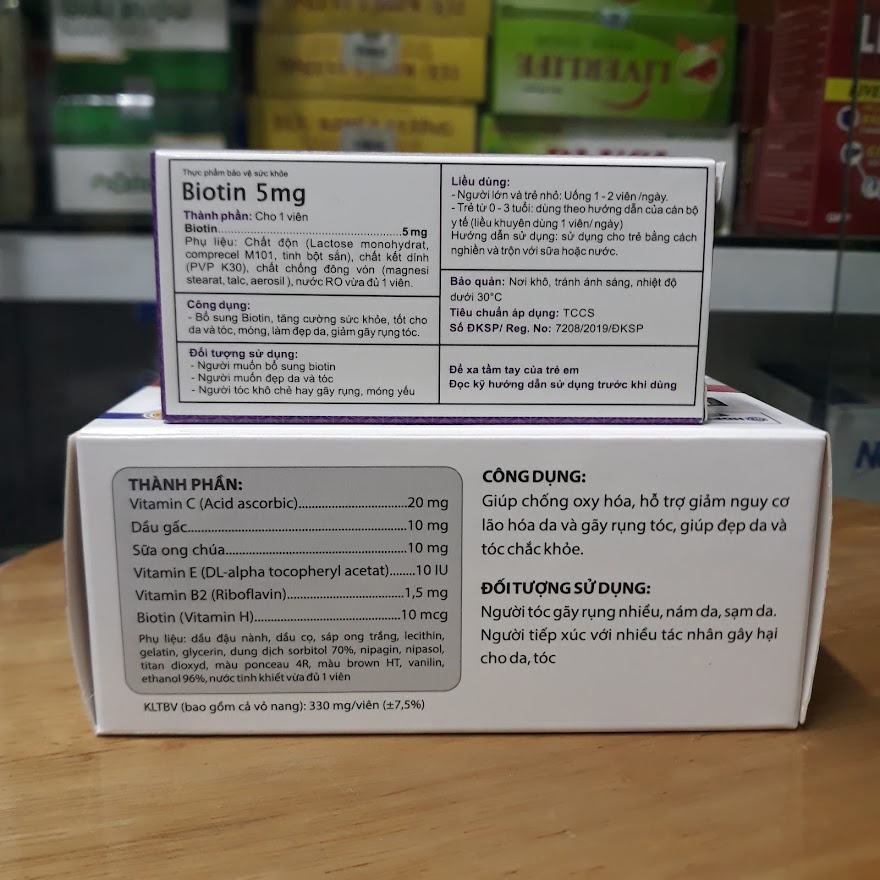 LIVERLIFE
Thực phẩm bảo vệ sức khỏe
Biotin 5mg
Thành phần: Cho 1 viên
Biotin............................................5 mg
Phụ liệu: Chất độn (Lactose monohydrat,
comprecel M101, tinh bột sắn), chất kết dính
(PVP K30), chất chống đông vón (magnesi
stearat, talc, aerosil ), nước RO vừa đủ 1 viên.
Công dụng:
- Bổ sung Biotin, tăng cường sức khỏe, tốt cho
da và tóc, móng, làm đẹp da, giảm gãy rụng tóc.
Đối tượng sử dụng:
- Người muốn bổ sung biotin
- Người muốn đẹp da và tóc
- Người tóc khô chẻ hay gãy rụng, móng yếu
Liều dùng:
- Người lớn và trẻ nhỏ: Uống 1 - 2 viên /ngày.
- Trẻ từ 0 - 3 tuổi: dùng theo hướng dẫn của cán bộ
y tế (liều khuyên dùng 1 viên/ ngày)
Hướng dẫn sử dụng: sử dụng cho trẻ bằng cách
nghiền và trộn với sữa hoặc nước.
Bảo quản: Nơi khô, tránh ánh sáng, nhiệt độ
dưới 30°C
Tiêu chuẩn áp dụng: TCCS
Số ĐKSP/ Reg. No: 7208/2019/ĐKSP
Để xa tầm tay của trẻ em
Đọc kỹ hướng dẫn sử dụng trước khi dùng
THÀNH PHẦN:
Vitamin C (Acid ascorbic)..........................20 mg
Dầu gấc....................................................10 mg
Sữa ong chúa...........................................10 mg
Vitamin E (DL-alpha tocopheryl acetat).......10 IU
Vitamin B2 (Riboflavin).............................1,5 mg
Biotin (Vitamin H)....................................10 mcg
Phụ liệu: dầu đậu nành, dầu cọ, sáp ong trắng, lecithin,
gelatin, glycerin, dung dịch sorbitol 70%, nipagin, nipasol,
titan dioxyd, màu ponceau 4R, màu brown HT, vanilin,
ethanol 96%, nước tinh khiết vừa đủ 1 viên
KLTBV (bao gồm cả vỏ nang): 330 mg/viên (±7,5%)
CÔNG DỤNG:
Giúp chống oxy hóa, hỗ trợ giảm nguy cơ
lão hóa da và gãy rụng tóc, giúp đẹp da và
tóc chắc khỏe.
ĐỐI TƯỢNG SỬ DỤNG:
Người tóc gãy rụng nhiều, nám da, sạm da.
Người tiếp xúc với nhiều tác nhân gây hại
cho da, tóc